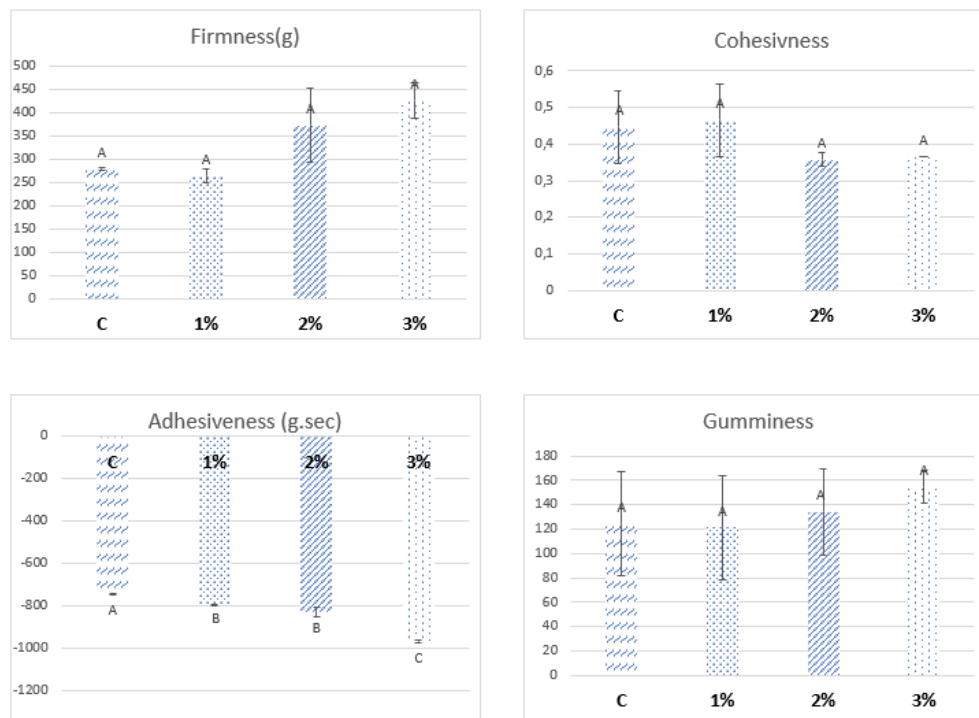 Firmness(g)
500
450
400
350
300
250
200
150
100
50
0
A
A
A
A
C 1% 2% 3%
Cohesivness
0,6
0,5
0,4
0,3
0,2
0,1
0
A
A
A
A
C 1% 2% 3%
Adhesiveness (g.sec)
0
-200
-400
-600
-800
-1000
-1200
C 1% 2% 3%
A
B
B
C
Gumminess
180
160
140
120
100
80
60
40
20
0
A
A
A
A
C 1% 2% 3%